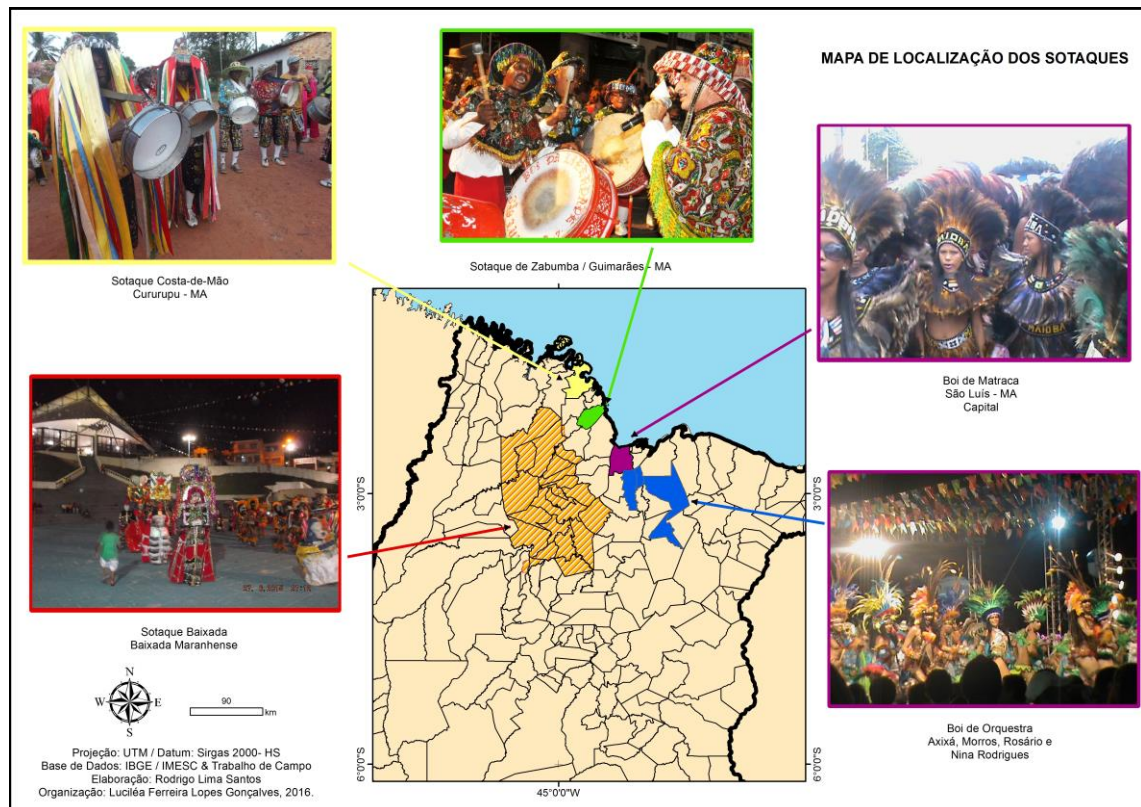 MAPA DE LOCALIZAÇÃO DOS SOTAQUES
Sotaque Costa-de-Mão
Cururupu - MA
Sotaque de Zabumba / Guimarães - MA
MAIOBA
MAIOBA
Boi de Matraca
São Luís - MA
Capital
3°0'0"S
3°0'0"S
Sotaque Baixada
Baixada Maranhense
Boi de Orquestra
Axixá, Morros, Rosário e
Nina Rodrigues
N
W E
S
90
km
Projeção: UTM / Datum: Sirgas 2000- HS
Base de Dados: IBGE / IMESC & Trabalho de Campo
Elaboração: Rodrigo Lima Santos
Organização: Luciléa Ferreira Lopes Gonçalves, 2016.
6°0'0"S
6°0'0"S
45°0'0"W